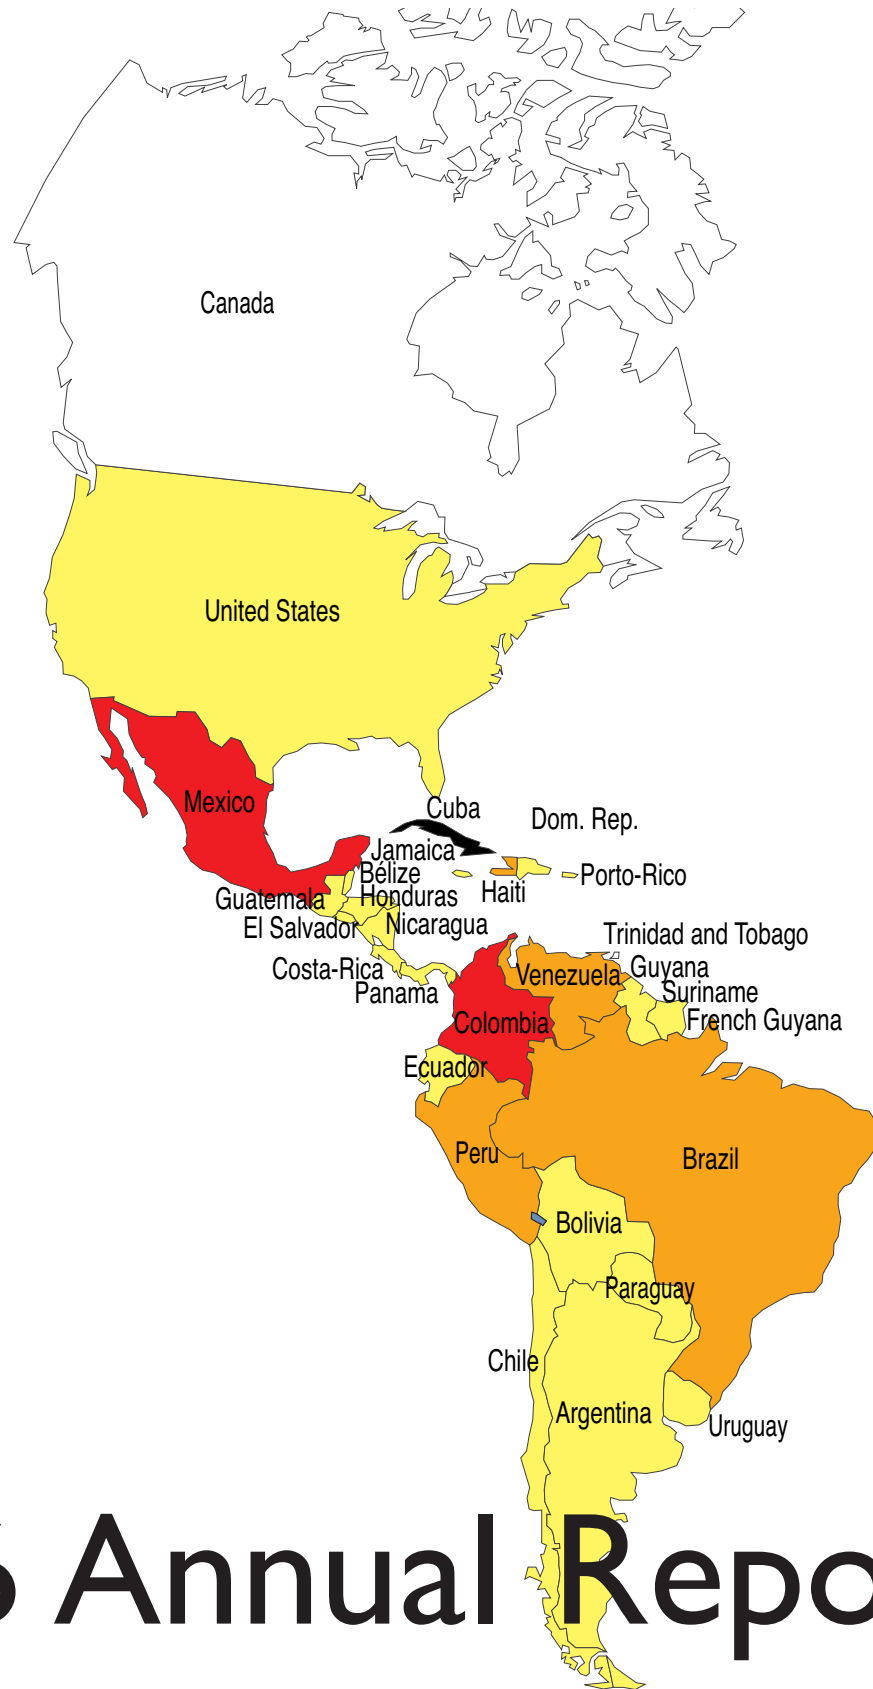 Canada
United States
Mexico
Cuba
Dom. Rep.
Jamaica
Bélize
Haiti
Porto-Rico
Guatemala
Honduras
El Salvador
Nicaragua
Trinidad and Tobago
Costa-Rica
Venezuela
Guyana
Panama
Suriname
Colombia
French Guyana
Ecuador
Peru
Brazil
Bolivia
Paraguay
Chile
Argentina
Uruguay
6 Annual Repo